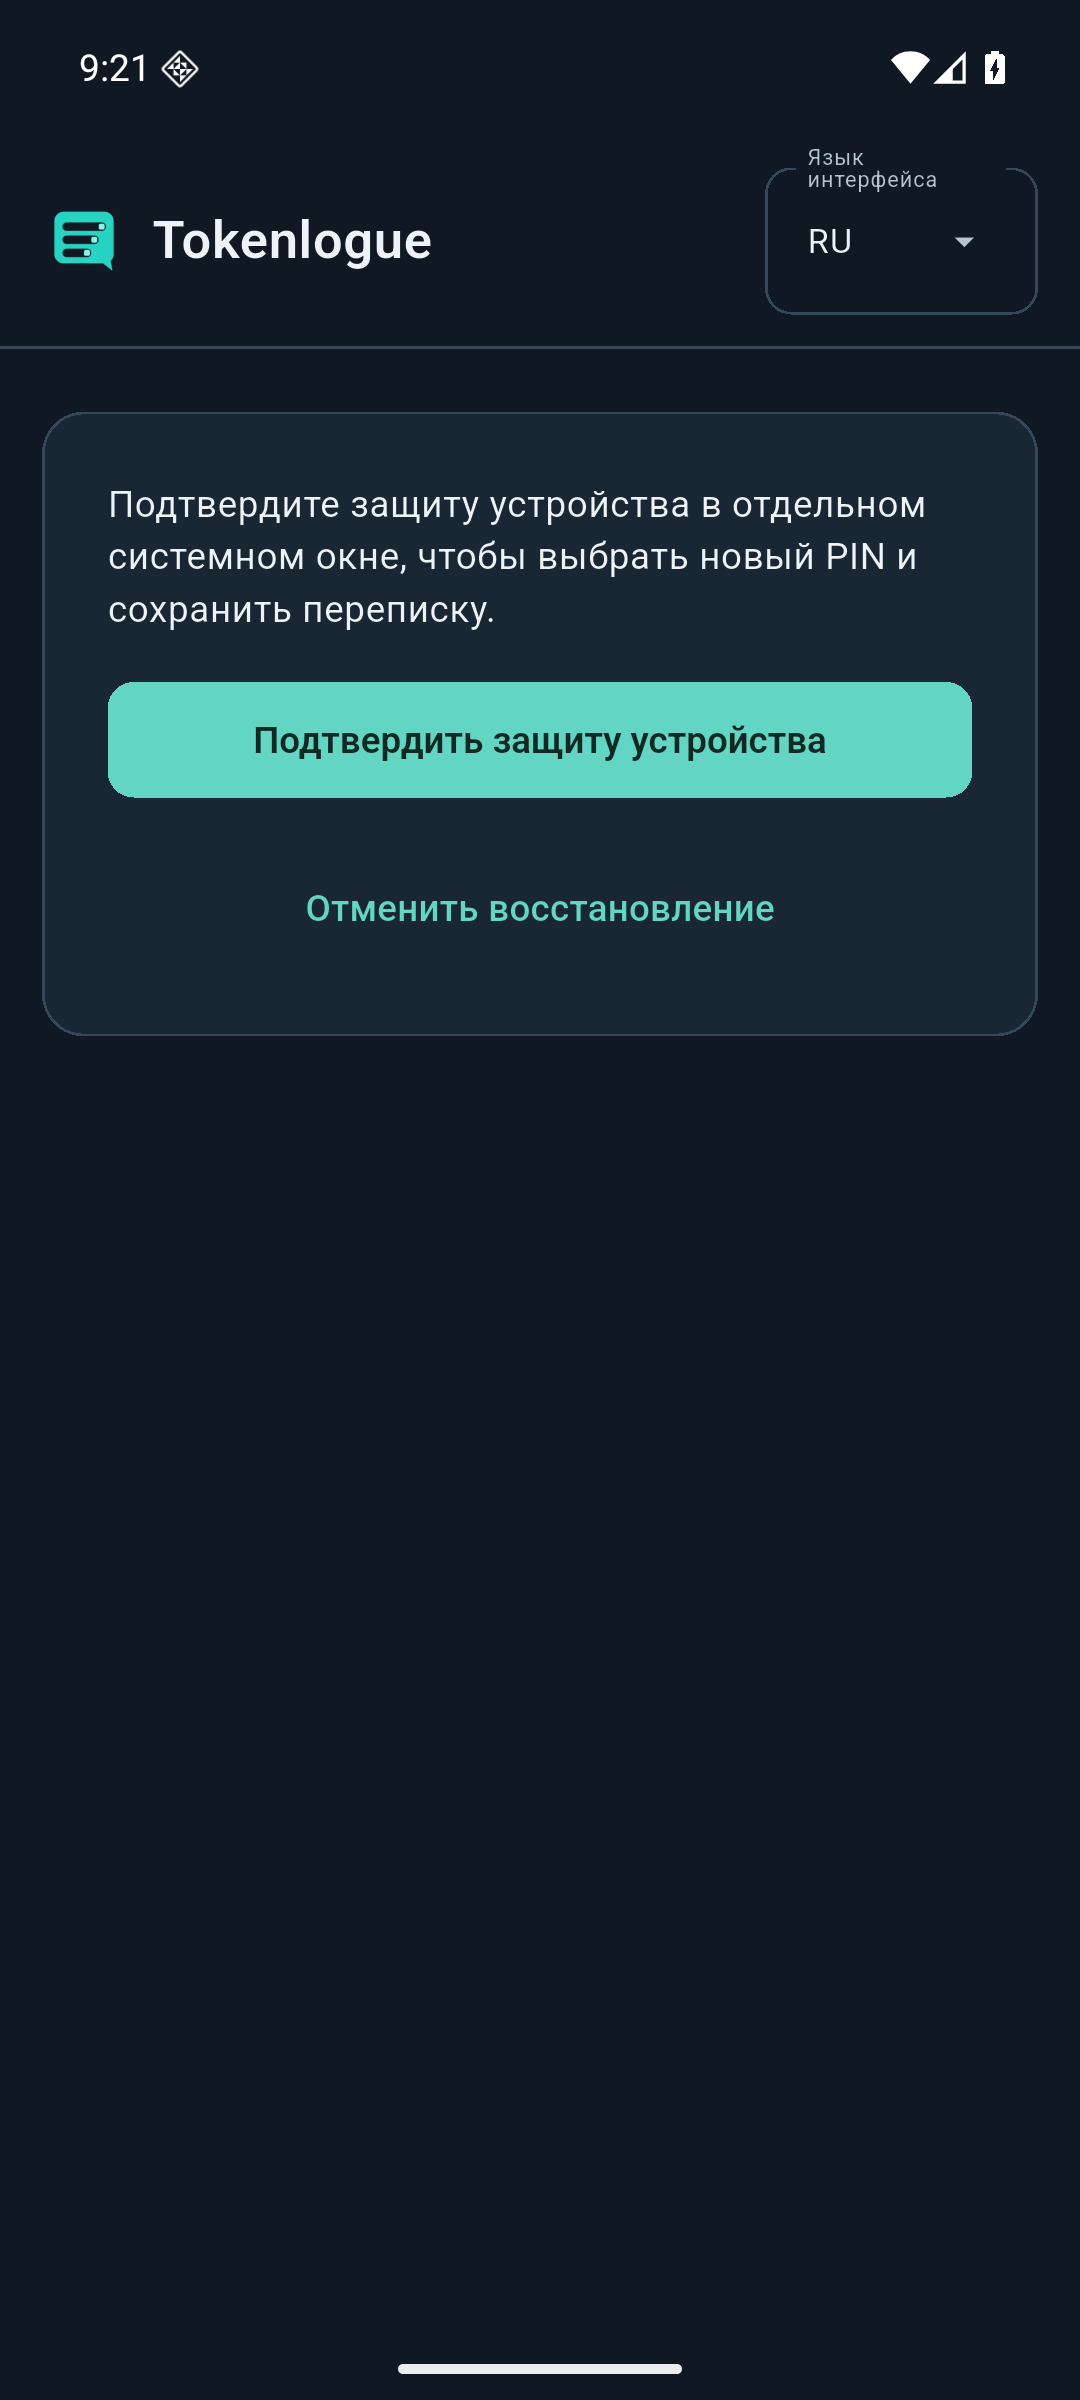 9:21
Язык
интерфейса
Tokenlogue
RU
Подтвердите защиту устройства в отдельном
системном окне, чтобы выбрать новый PIN и
сохранить переписку.
Подтвердить защиту устройства
Отменить восстановление